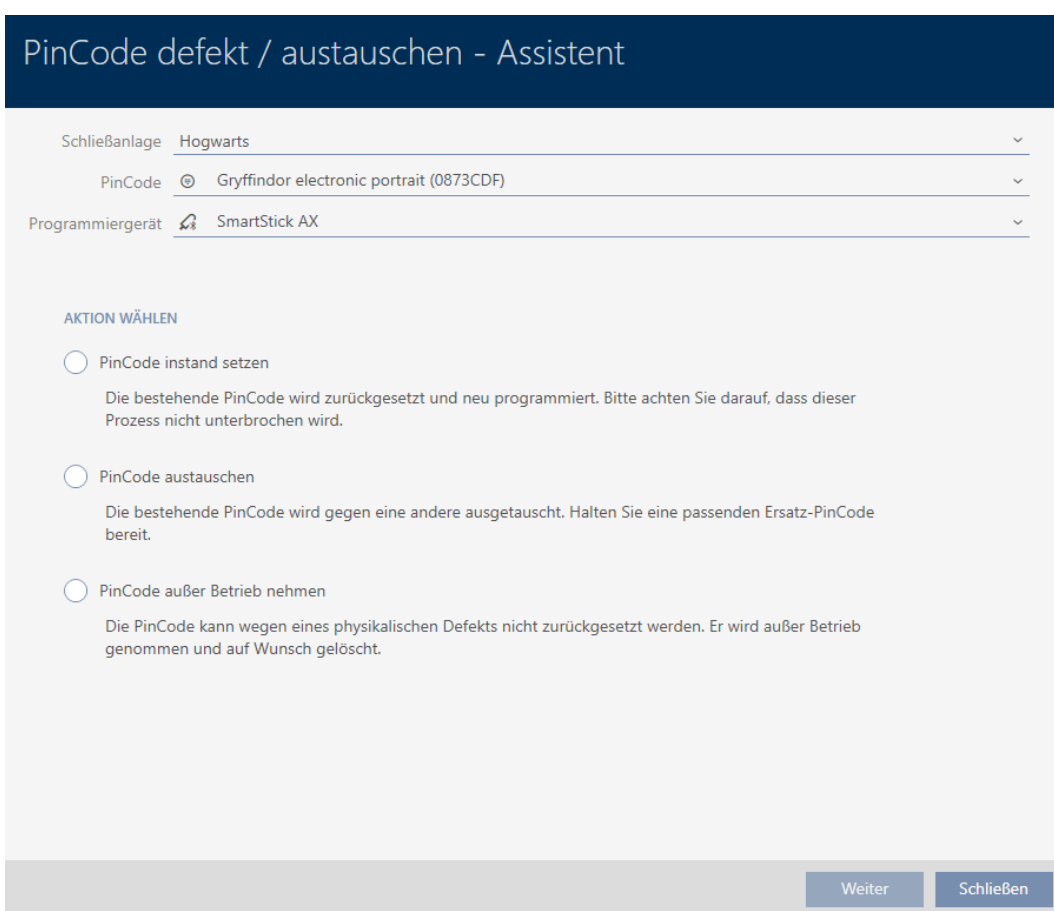 PinCode defekt / austauschen - Assistent
Schließanlage Hogwarts
PinCode Gryffindor electronic portrait (0873CDF)
Programmiergerät SmartStick AX
AKTION WÄHLEN
PinCode instand setzen
Die bestehende PinCode wird zurückgesetzt und neu programmiert. Bitte achten Sie darauf, dass dieser
Prozess nicht unterbrochen wird.
PinCode austauschen
Die bestehende PinCode wird gegen eine andere ausgetauscht. Halten Sie eine passenden Ersatz-PinCode
bereit.
PinCode außer Betrieb nehmen
Die PinCode kann wegen eines physikalischen Defekts nicht zurückgesetzt werden. Er wird außer Betrieb
genommen und auf Wunsch gelöscht.
Weiter Schließen